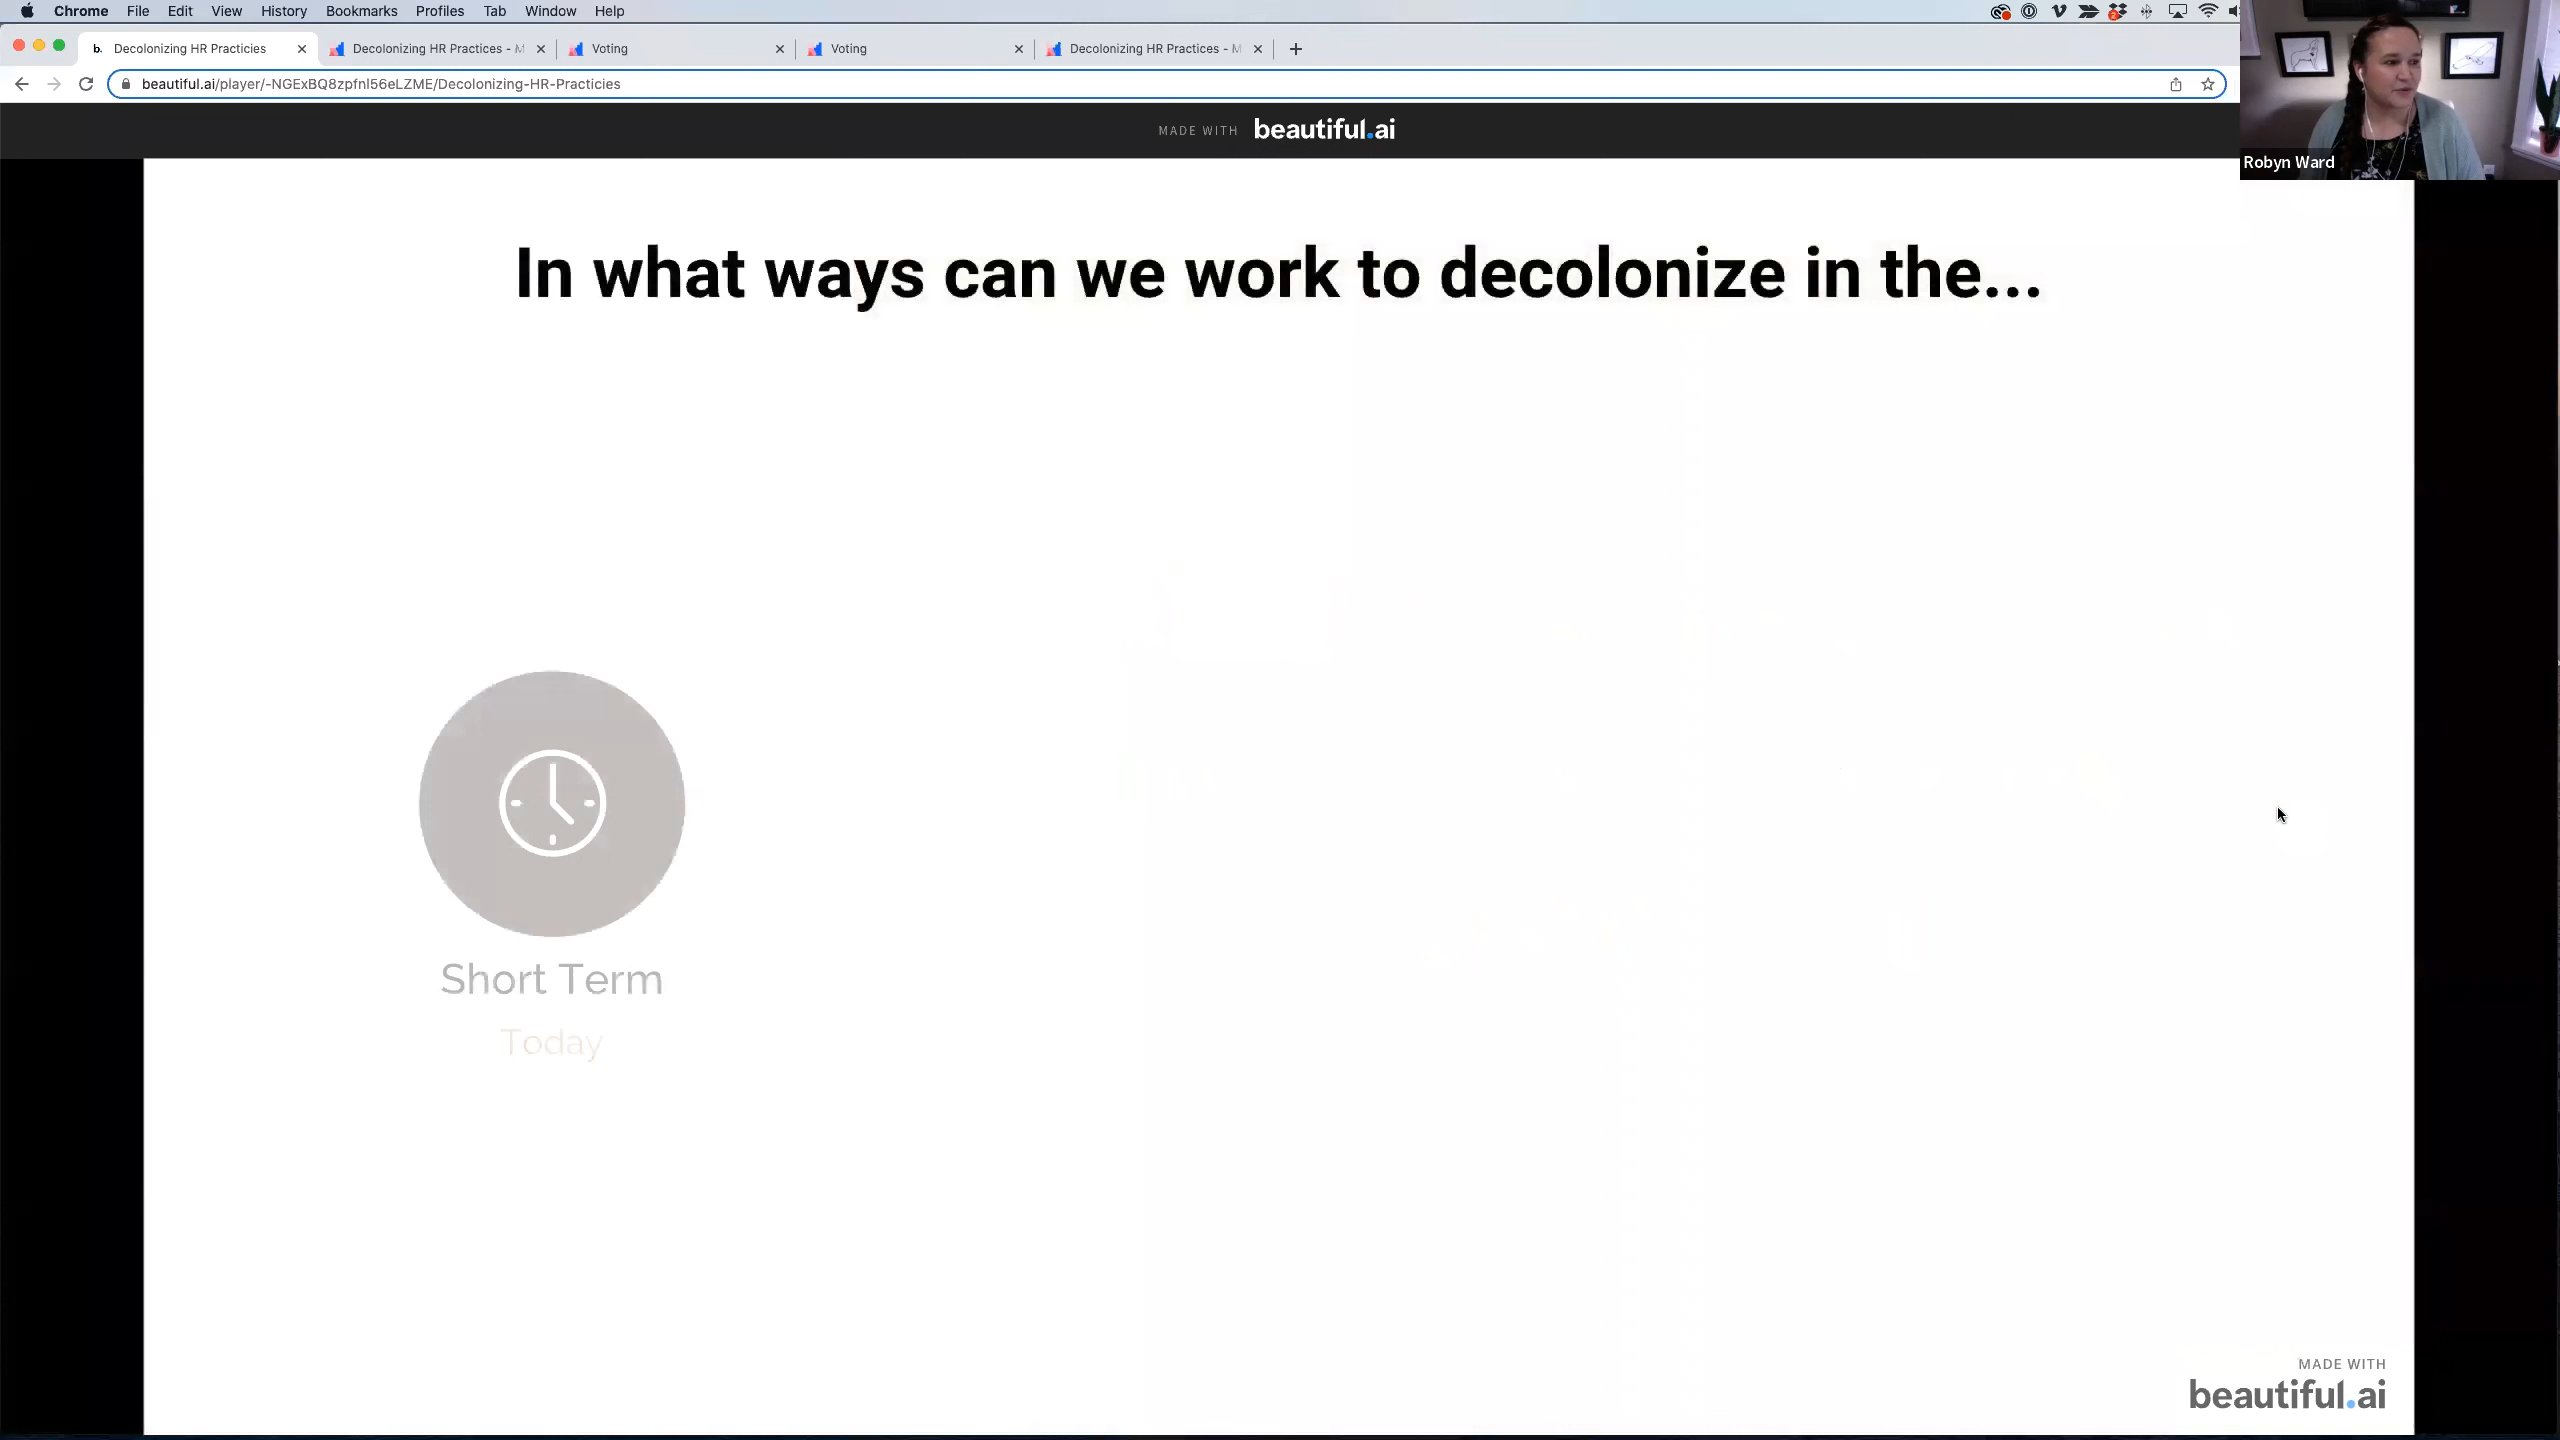 Chrome File Edit View History Bookmarks Profiles Tab Window Help
b. Decolonizing HR Practicies
Decolonizing HR Practices - M
Voting
Voting
Decolonizing HR Practices - M
beautiful.ai/player/-NGExBQ8zpfnl56eLZME/Decolonizing-HR-Practicies
MADE WITH beautiful.ai
Robyn Ward
In what ways can we work to decolonize in the...
Short Term
Today
MADE WITH
beautiful.ai